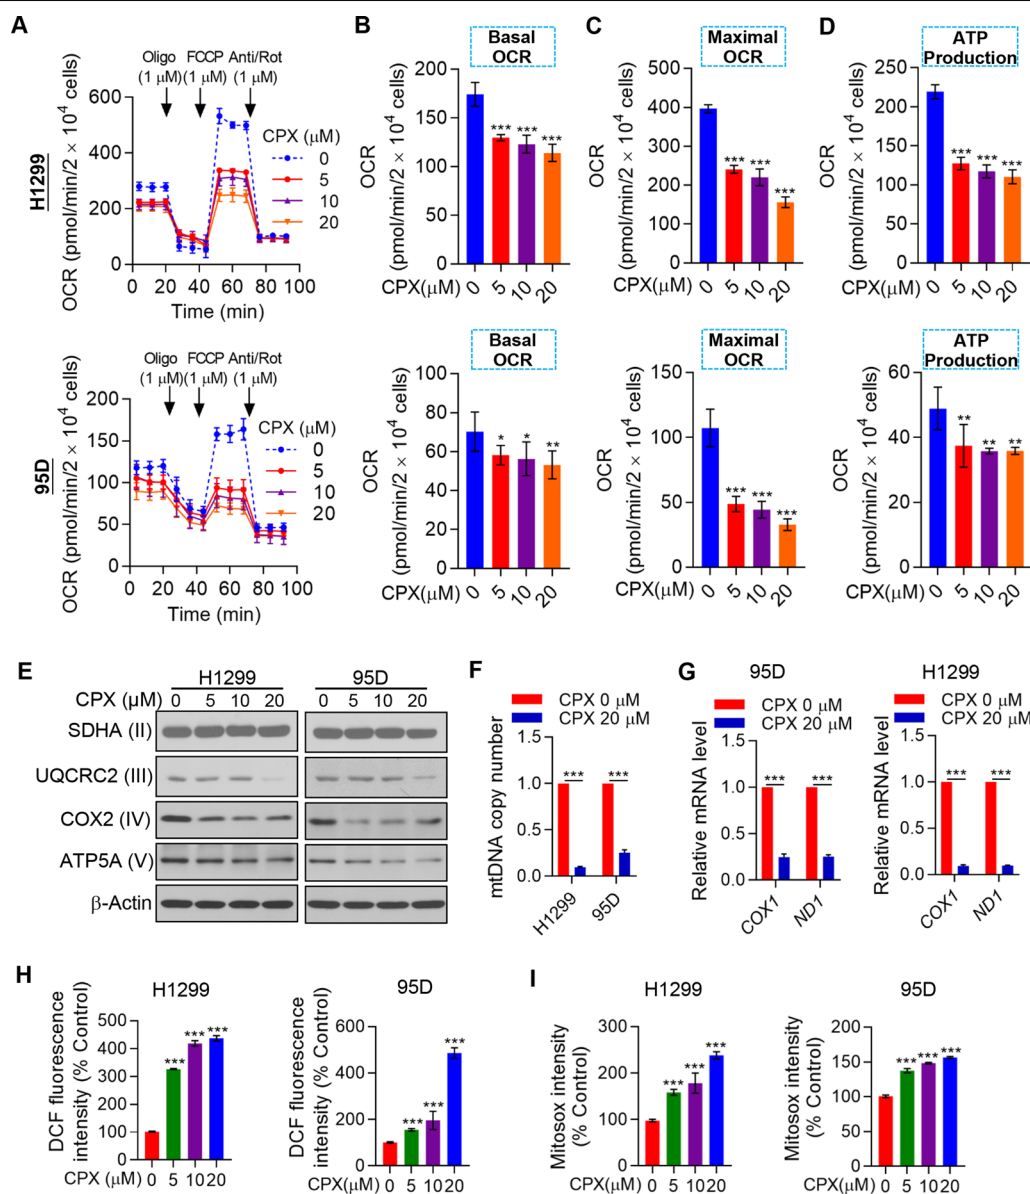 A
Oligo FCCP Anti/Rot
(1 μM) (1 μM) (1 μM)
H1299
OCR (pmol/min/2 × 10⁴ cells)
600
400
200
0
0 20 40 60 80 100
Time (min)
CPX (μM)
0
5
10
20
B
Basal
OCR
OCR
(pmol/min/2 × 10⁴ cells)
200
150
100
50
0
*** *** ***
CPX(μM) 0 5 10 20
C
Maximal
OCR
OCR
(pmol/min/2 × 10⁴ cells)
500
400
300
200
100
0
*** *** ***
CPX(μM) 0 5 10 20
D
ATP
Production
OCR
(pmol/min/2 × 10⁴ cells)
250
200
150
100
50
0
*** *** ***
CPX(μM) 0 5 10 20
Oligo FCCP Anti/Rot
(1 μM) (1 μM) (1 μM)
95D
OCR (pmol/min/2 × 10⁴ cells)
200
150
100
50
0
0 20 40 60 80 100
Time (min)
CPX (μM)
0
5
10
20
Basal
OCR
OCR
(pmol/min/2 × 10⁴ cells)
100
80
60
40
20
0
* * **
CPX(μM) 0 5 10 20
Maximal
OCR
OCR
(pmol/min/2 × 10⁴ cells)
150
100
50
0
*** *** ***
CPX(μM) 0 5 10 20
ATP
Production
OCR
(pmol/min/2 × 10⁴ cells)
60
40
20
0
** ** **
CPX(μM) 0 5 10 20
E
H1299 95D
CPX (μM) 0 5 10 20 0 5 10 20
SDHA (II)
UQCRC2 (III)
COX2 (IV)
ATP5A (V)
β-Actin
F
CPX 0 μM
CPX 20 μM
mtDNA copy number
1.5
1.0
0.5
0.0
*** ***
H1299 95D
G
95D
CPX 0 μM
CPX 20 μM
Relative mRNA level
1.5
1.0
0.5
0.0
*** ***
COX1 ND1
H1299
CPX 0 μM
CPX 20 μM
Relative mRNA level
1.5
1.0
0.5
0.0
*** ***
COX1 ND1
H
H1299
DCF fluorescence
intensity (% Control)
500
400
300
200
100
0
*** *** ***
CPX(μM) 0 5 10 20
95D
DCF fluorescence
intensity (% Control)
600
400
200
0
*** *** ***
CPX(μM) 0 5 10 20
I
H1299
Mitosox intensity
(% Control)
300
200
100
0
*** *** ***
CPX(μM) 0 5 10 20
95D
Mitosox intensity
(% Control)
200
150
100
50
0
*** *** ***
CPX(μM) 0 5 10 20